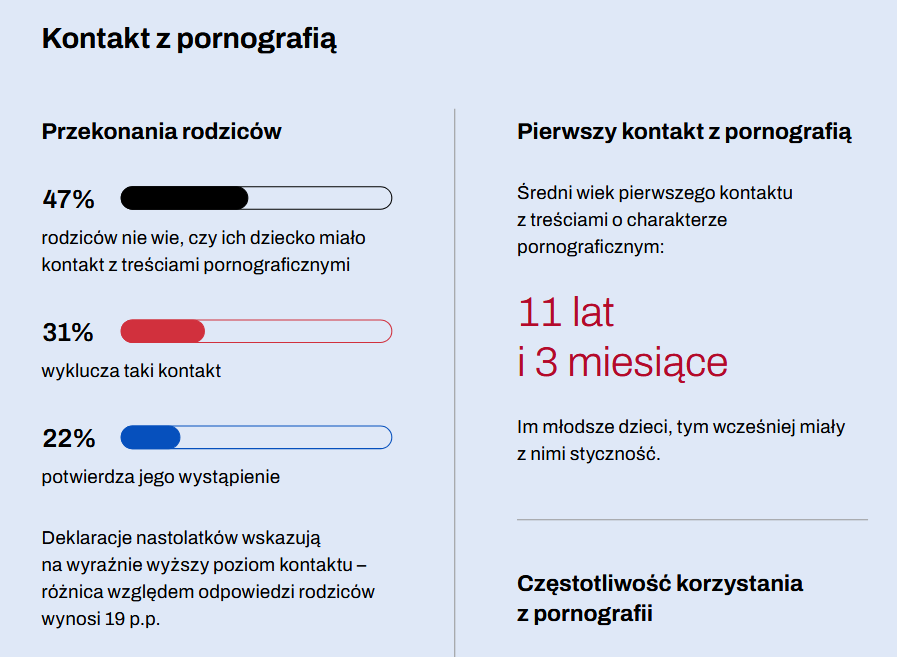 Kontakt z pornografią
Przekonania rodziców
47%
rodziców nie wie, czy ich dziecko miało
kontakt z treściami pornograficznymi
31%
wyklucza taki kontakt
22%
potwierdza jego wystąpienie
Deklaracje nastolatków wskazują
na wyraźnie wyższy poziom kontaktu –
różnica względem odpowiedzi rodziców
wynosi 19 p.p.
Pierwszy kontakt z pornografią
Średni wiek pierwszego kontaktu
z treściami o charakterze
pornograficznym:
11 lat
i 3 miesiące
Im młodsze dzieci, tym wcześniej miały
z nimi styczność.
Częstotliwość korzystania
z pornografii